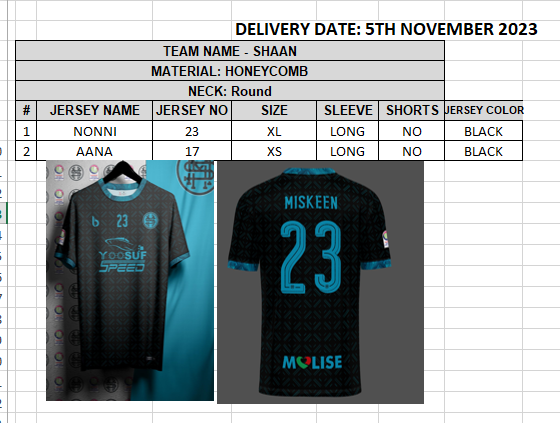 DELIVERY DATE: 5TH NOVEMBER 2023
TEAM NAME - SHAAN
MATERIAL: HONEYCOMB
NECK: Round
# JERSEY NAME JERSEY NO SIZE SLEEVE SHORTS JERSEY COLOR
1 NONNI 23 XL LONG NO BLACK
2 AANA 17 XS LONG NO BLACK
23
YOOSUF
SPEED
MISKEEN
23
MOLISE